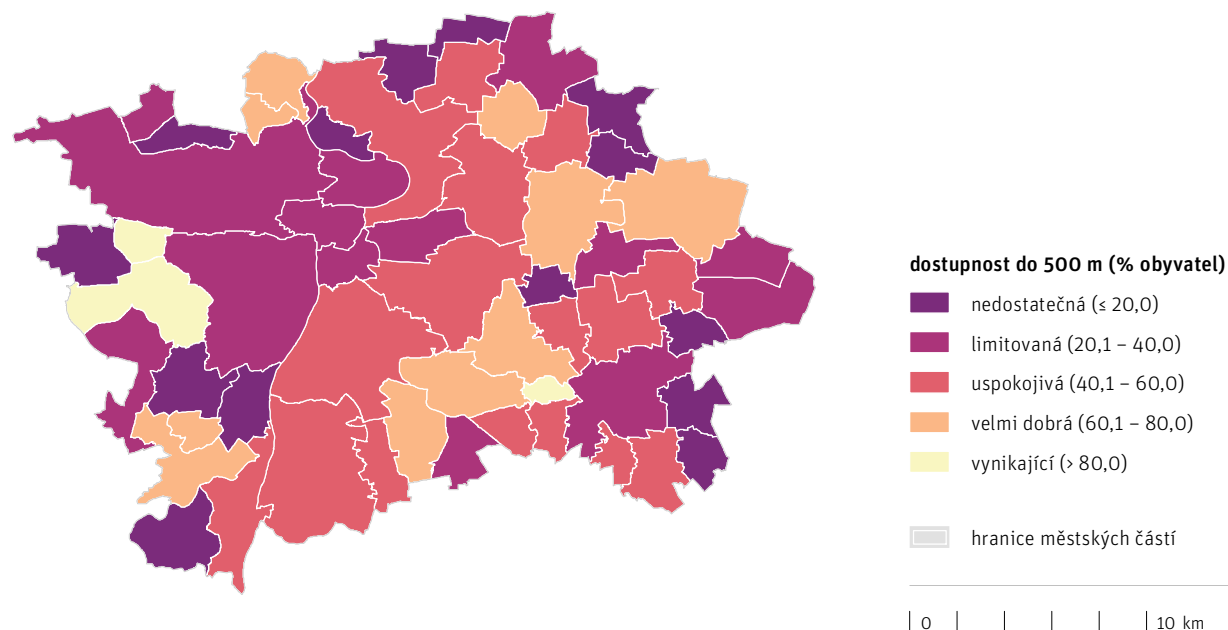 dostupnost do 500 m (% obyvatel)
nedostatečná (≤ 20,0)
limitovaná (20,1 – 40,0)
uspokojivá (40,1 – 60,0)
velmi dobrá (60,1 – 80,0)
vynikající (> 80,0)
hranice městských částí
0 10 km